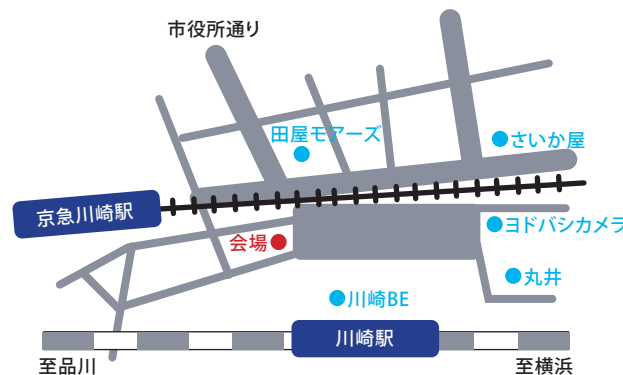 市役所通り
田屋モアーズ
さいか屋
京急川崎駅
会場
ヨドバシカメラ
丸井
川崎BE
川崎駅
至品川
至横浜